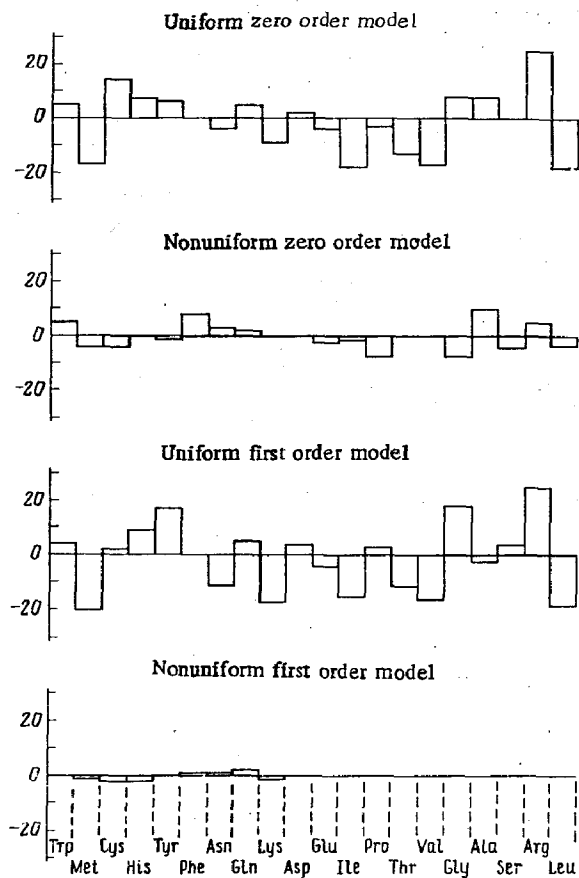 Uniform zero order model
20
0
-20
Nonuniform zero order model
20
0
-20
Uniform first order model
20
0
-20
Nonuniform first order model
20
0
-20
Trp Cys Tyr Asn Lys Glu Pro Val Ala Arg
Met His Phe Gln Asp Ile Thr Gly Ser Leu